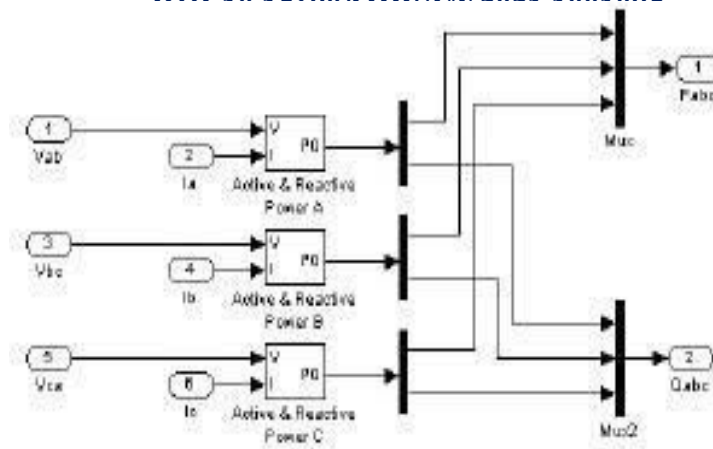 1
Vab
2
Ia
V
I
PQ
Active & Reactive
Power A
3
Vbc
4
Ib
V
I
PQ
Active & Reactive
Power B
5
Vca
6
Ic
V
I
PQ
Active & Reactive
Power C
Mux
1
Pabc
Mux2
2
Qabc